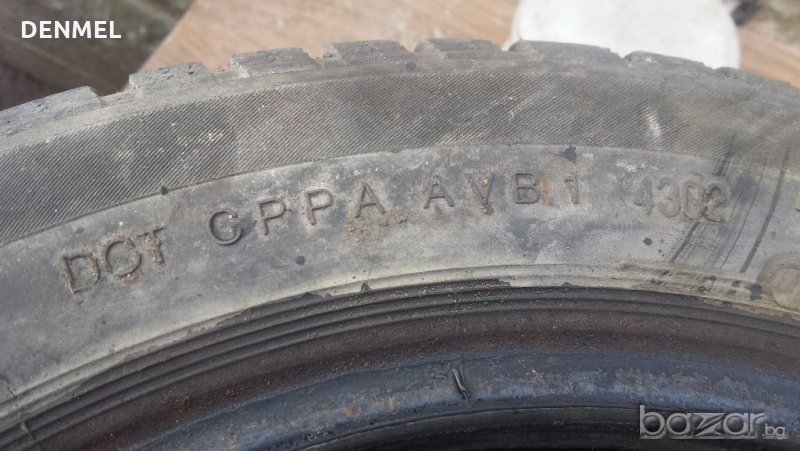 DENMEL
DOT CPPA AVB1 4302
bazar.bg